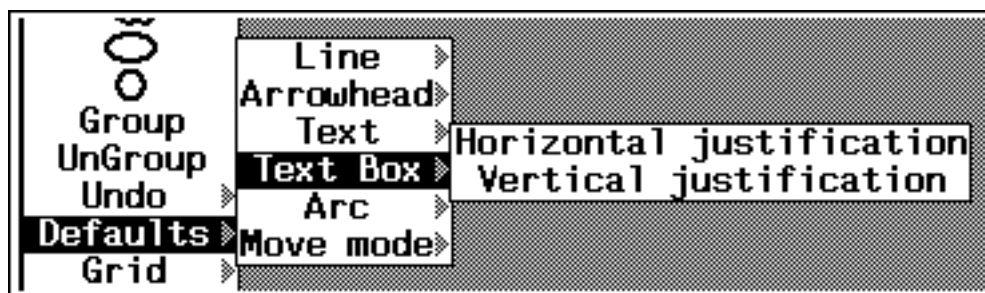 Group
UnGroup
Undo
Defaults
Grid
Line
Arrowhead
Text
Text Box
Arc
Move mode
Horizontal justification
Vertical justification